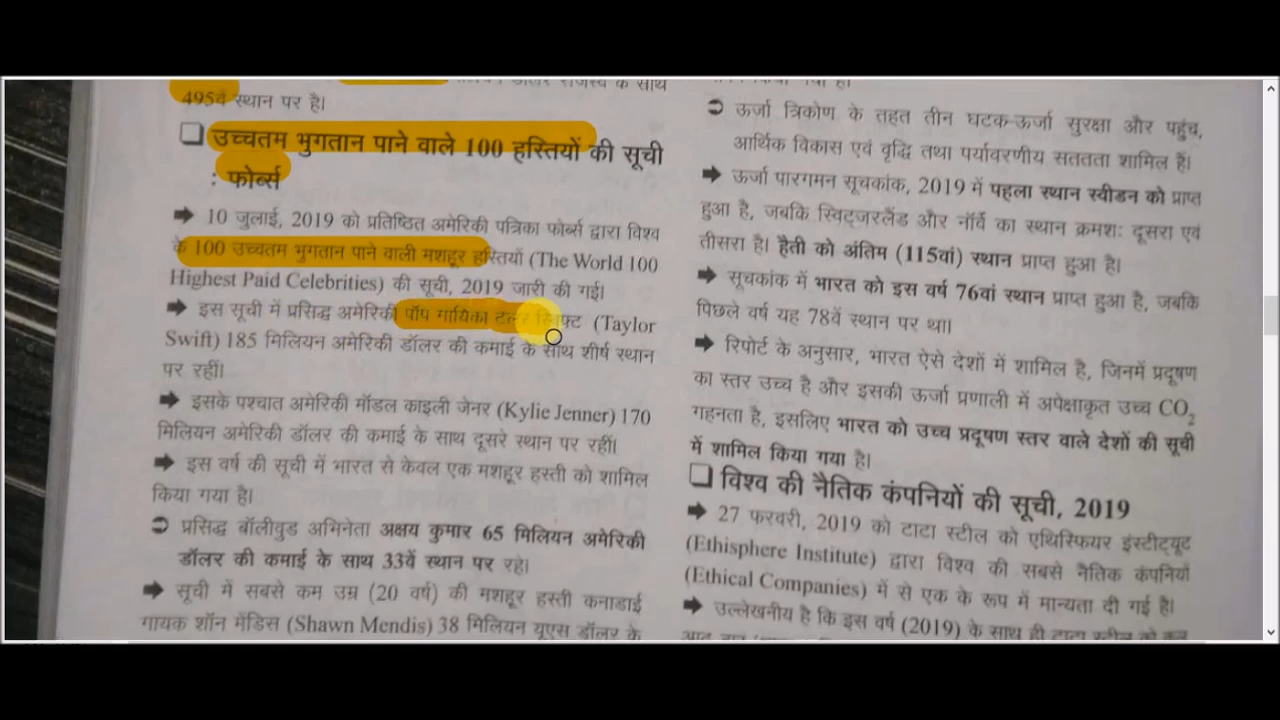 डॉलर राजस्व के साथ
495वें स्थान पर है।
❑ उच्चतम भुगतान पाने वाले 100 हस्तियों की सूची
: फोर्ब्स
➡ 10 जुलाई, 2019 को प्रतिष्ठित अमेरिकी पत्रिका फोर्ब्स द्वारा विश्व
के 100 उच्चतम भुगतान पाने वाली मशहूर हस्तियों (The World 100
Highest Paid Celebrities) की सूची, 2019 जारी की गई।
➡ इस सूची में प्रसिद्ध अमेरिकी पॉप गायिका टेलर स्विफ्ट (Taylor
Swift) 185 मिलियन अमेरिकी डॉलर की कमाई के साथ शीर्ष स्थान
पर रहीं।
➡ इसके पश्चात अमेरिकी मॉडल काइली जेनर (Kylie Jenner) 170
मिलियन अमेरिकी डॉलर की कमाई के साथ दूसरे स्थान पर रहीं।
➡ इस वर्ष की सूची में भारत से केवल एक मशहूर हस्ती को शामिल
किया गया है।
➲ प्रसिद्ध बॉलीवुड अभिनेता अक्षय कुमार 65 मिलियन अमेरिकी
डॉलर की कमाई के साथ 33वें स्थान पर रहे।
➡ सूची में सबसे कम उम्र (20 वर्ष) की मशहूर हस्ती कनाडाई
गायक शॉन मेंडिस (Shawn Mendis) 38 मिलियन यूएस डॉलर के
➲ ऊर्जा त्रिकोण के तहत तीन घटक-ऊर्जा सुरक्षा और पहुंच,
आर्थिक विकास एवं वृद्धि तथा पर्यावरणीय सततता शामिल हैं।
➡ ऊर्जा पारगमन सूचकांक, 2019 में पहला स्थान स्वीडन को प्राप्त
हुआ है, जबकि स्विट्जरलैंड और नॉर्वे का स्थान क्रमशः दूसरा एवं
तीसरा है। हैती को अंतिम (115वां) स्थान प्राप्त हुआ है।
➡ सूचकांक में भारत को इस वर्ष 76वां स्थान प्राप्त हुआ है, जबकि
पिछले वर्ष यह 78वें स्थान पर था।
➡ रिपोर्ट के अनुसार, भारत ऐसे देशों में शामिल है, जिनमें प्रदूषण
का स्तर उच्च है और इसकी ऊर्जा प्रणाली में अपेक्षाकृत उच्च CO₂
गहनता है, इसलिए भारत को उच्च प्रदूषण स्तर वाले देशों की सूची
में शामिल किया गया है।
❑ विश्व की नैतिक कंपनियों की सूची, 2019
➡ 27 फरवरी, 2019 को टाटा स्टील को एथिस्फियर इंस्टीट्यूट
(Ethisphere Institute) द्वारा विश्व की सबसे नैतिक कंपनियों
(Ethical Companies) में से एक के रूप में मान्यता दी गई है।
➡ उल्लेखनीय है कि इस वर्ष (2019) के साथ ही टाटा स्टील को कुल